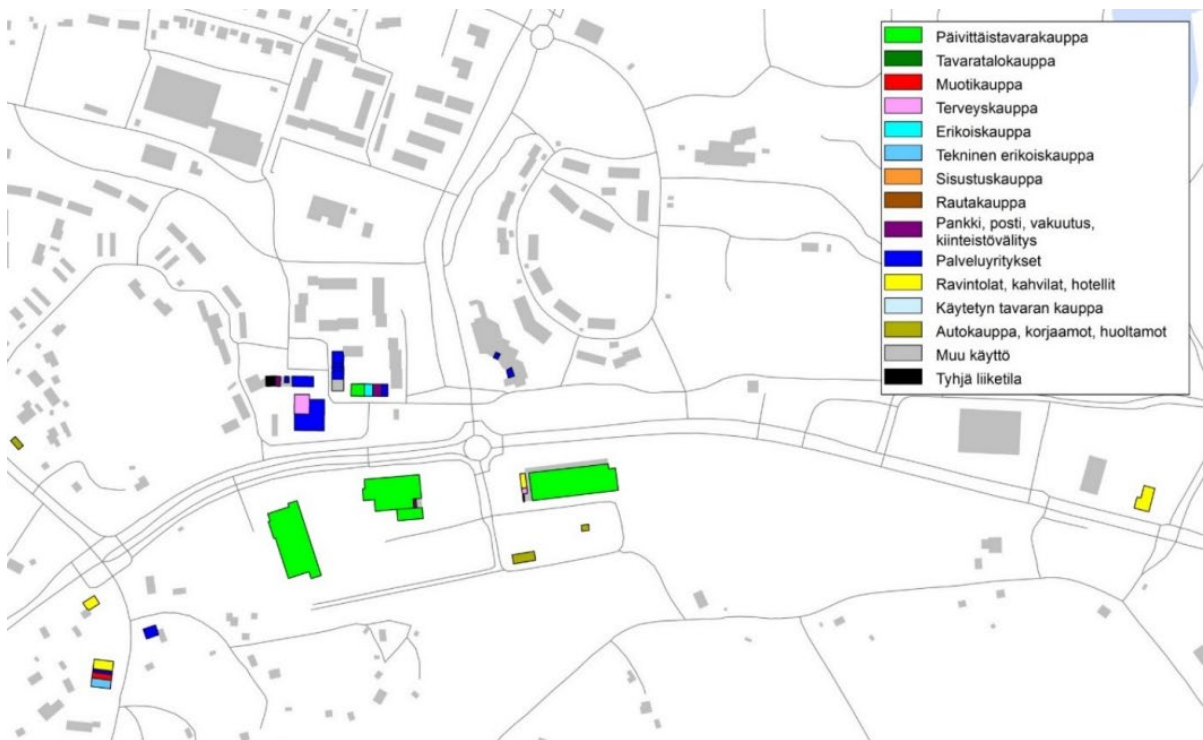 Päivittäistavarakauppa
Tavaratalokauppa
Muotikauppa
Terveyskauppa
Erikoiskauppa
Tekninen erikoiskauppa
Sisustuskauppa
Rautakauppa
Pankki, posti, vakuutus,
kiinteistövälitys
Palveluyritykset
Ravintolat, kahvilat, hotellit
Käytetyn tavaran kauppa
Autokauppa, korjaamot, huoltamot
Muu käyttö
Tyhjä liiketila